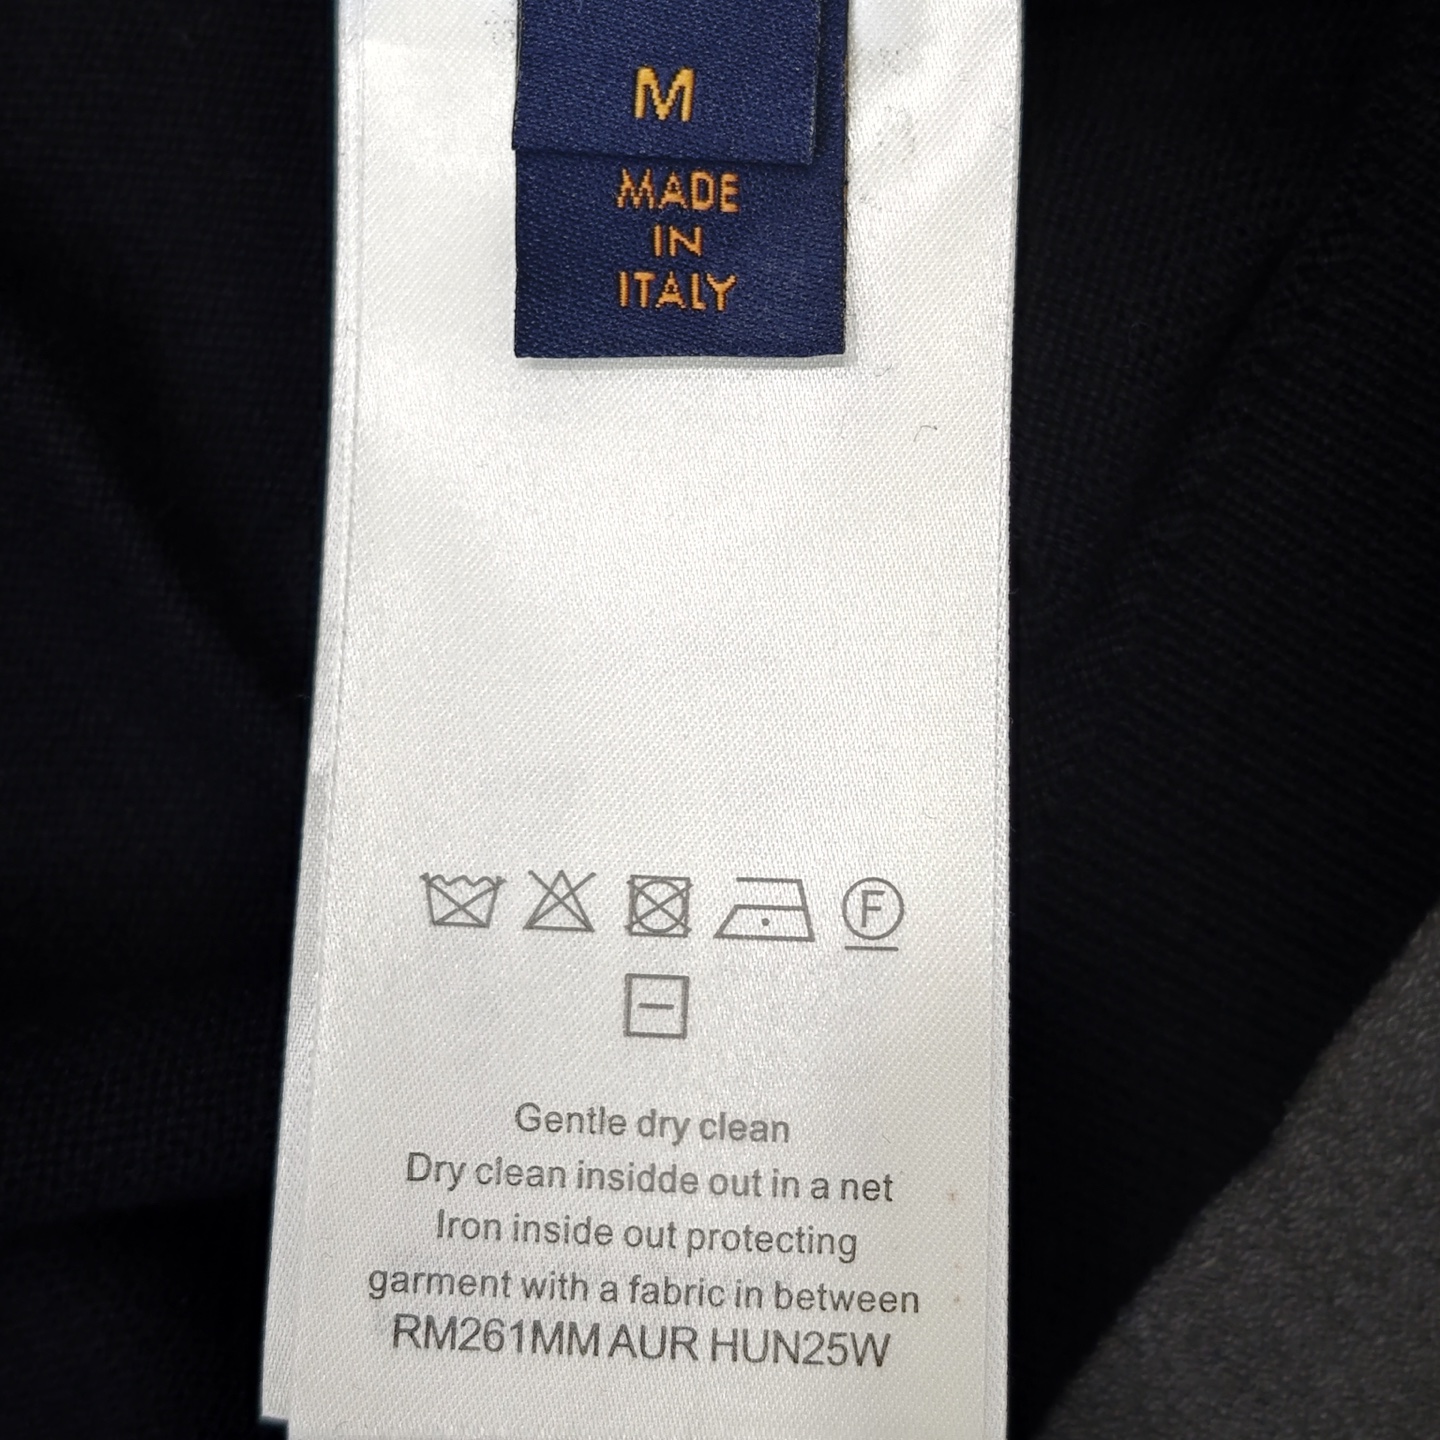 M
MADE
IN
ITALY
F
Gentle dry clean
Dry clean insidde out in a net
Iron inside out protecting
garment with a fabric in between
RM261MM AUR HUN25W